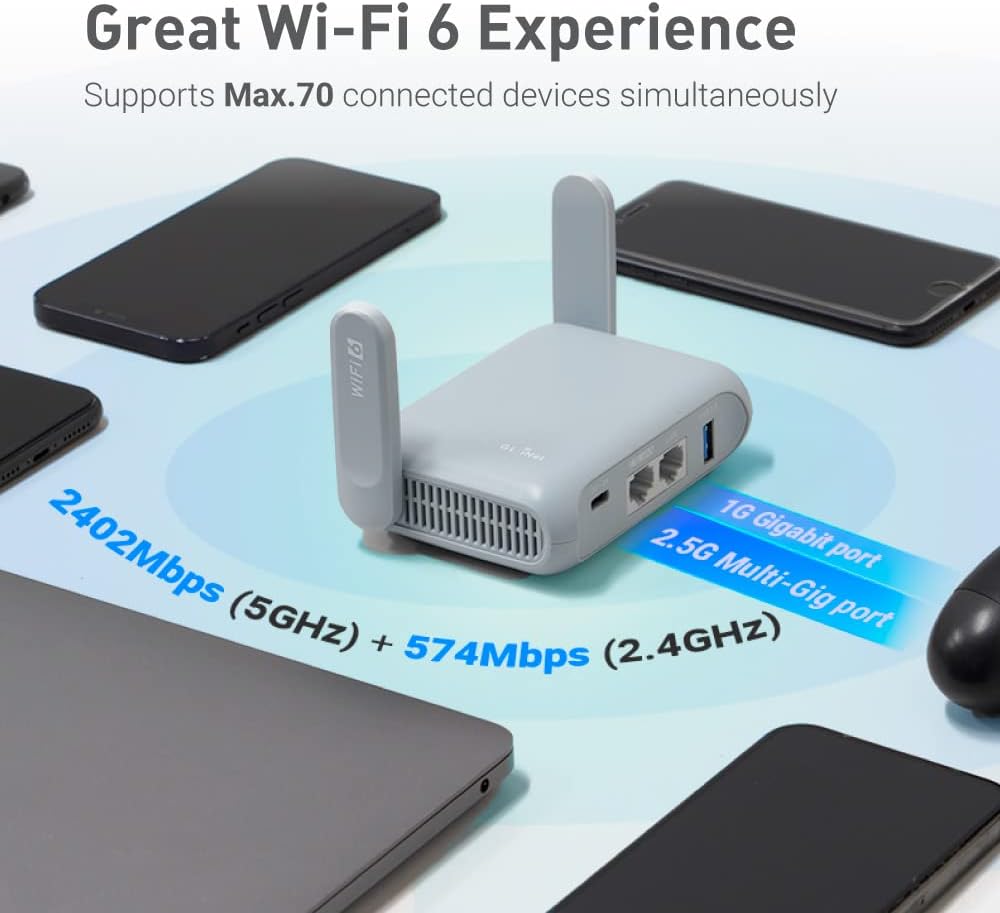 Great Wi-Fi 6 Experience
Supports Max.70 connected devices simultaneously
WiFi 6
GL.iNet
1G Gigabit port
2.5G Multi-Gig port
2402Mbps (5GHz) + 574Mbps (2.4GHz)